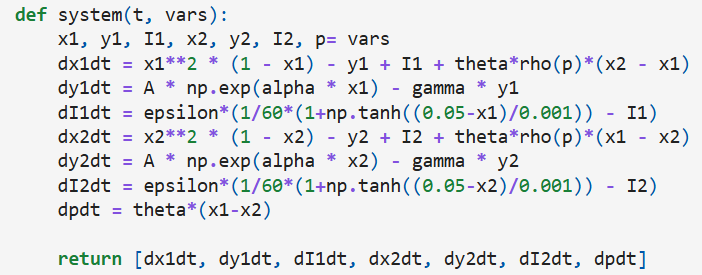 def system(t, vars):
    x1, y1, I1, x2, y2, I2, p= vars
    dx1dt = x1**2 * (1 - x1) - y1 + I1 + theta*rho(p)*(x2 - x1)
    dy1dt = A * np.exp(alpha * x1) - gamma * y1
    dI1dt = epsilon*(1/60*(1+np.tanh((0.05-x1)/0.001)) - I1)
    dx2dt = x2**2 * (1 - x2) - y2 + I2 + theta*rho(p)*(x1 - x2)
    dy2dt = A * np.exp(alpha * x2) - gamma * y2
    dI2dt = epsilon*(1/60*(1+np.tanh((0.05-x2)/0.001)) - I2)
    dpdt = theta*(x1-x2)

    return [dx1dt, dy1dt, dI1dt, dx2dt, dy2dt, dI2dt, dpdt]